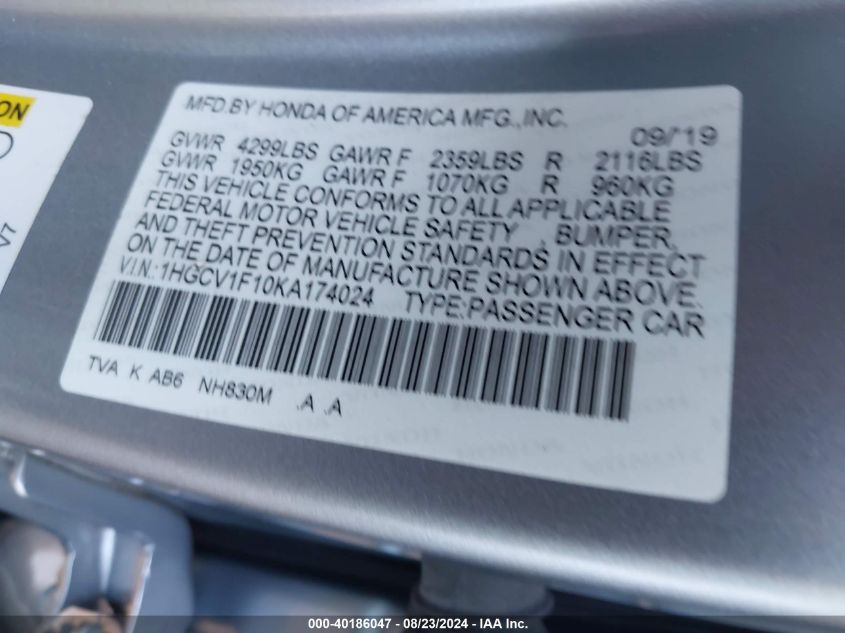 ON
MFD.BY HONDA OF AMERICA MFG.,INC. 09/'19
GVWR 4299LBS GAWR F 2359LBS R 2116LBS
GVWR 1950KG GAWR F 1070KG R 960KG
THIS VEHICLE CONFORMS TO ALL APPLICABLE
FEDERAL MOTOR VEHICLE SAFETY , BUMPER,
AND THEFT PREVENTION STANDARDS IN EFFECT
ON THE DATE OF MANUFACTURE SHOWN ABOVE.
V.I.N.:1HGCV1F10KA174024 TYPE:PASSENGER CAR
TVA K AB6 NH830M .A .A
000-40186047 - 08/23/2024 - IAA Inc.